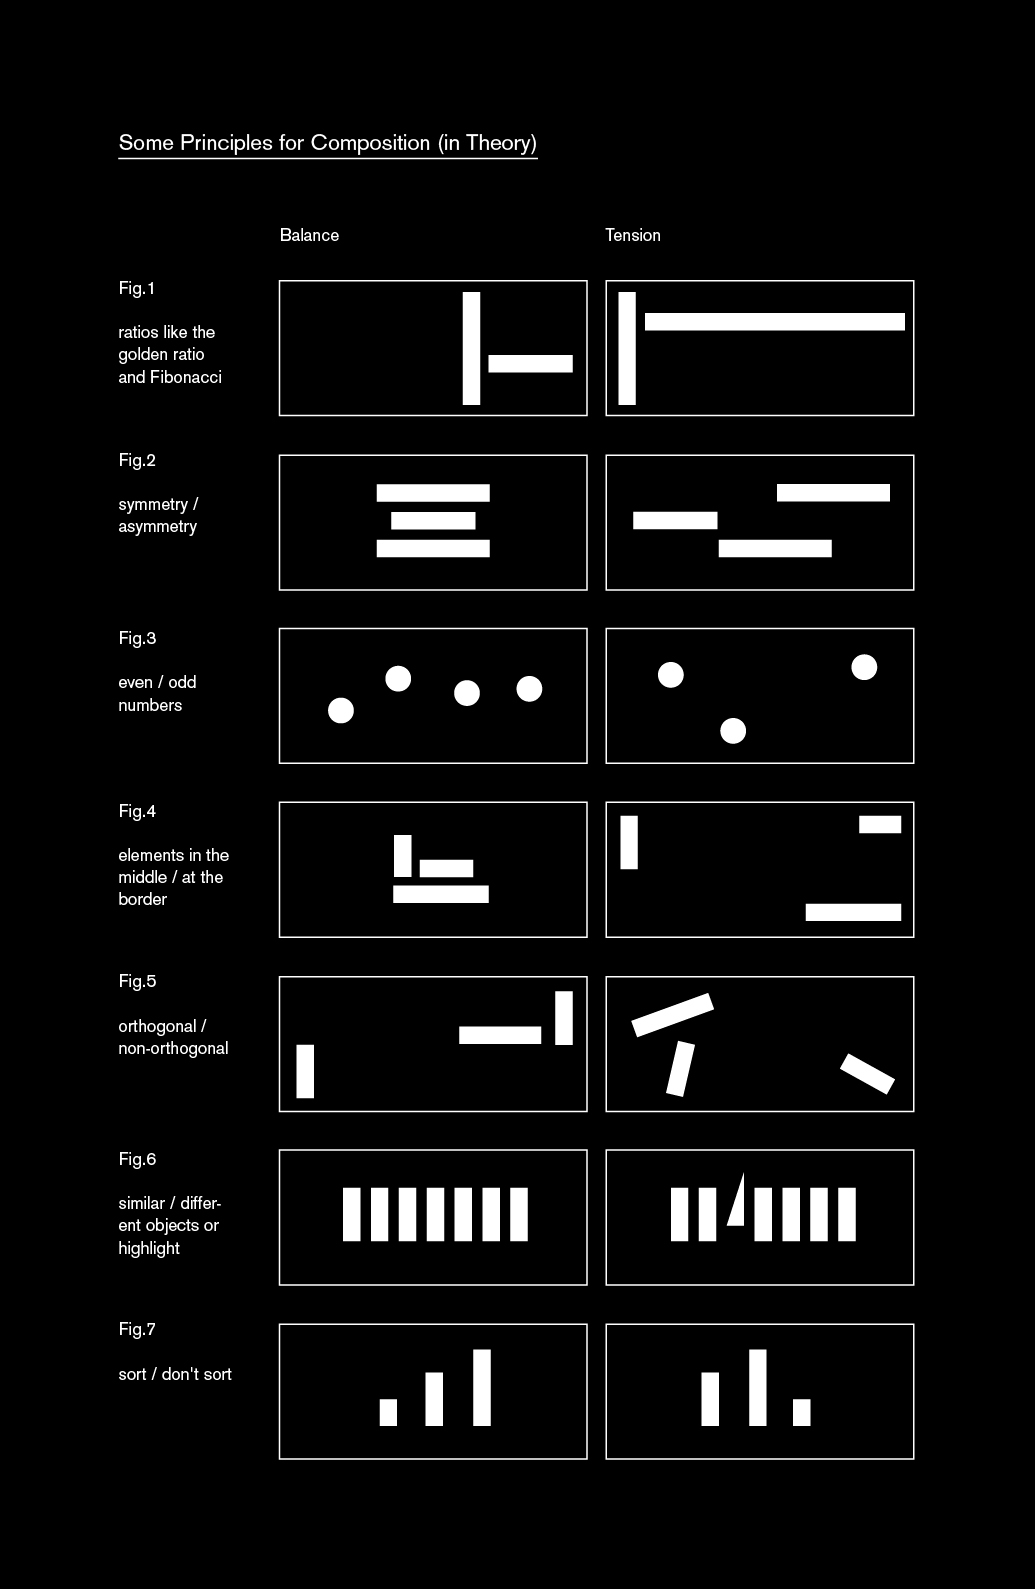 Some Principles for Composition (in Theory)
Balance
Tension
Fig.1
ratios like the
golden ratio
and Fibonacci
Fig.2
symmetry /
asymmetry
Fig.3
even / odd
numbers
Fig.4
elements in the
middle / at the
border
Fig.5
orthogonal /
non-orthogonal
Fig.6
similar / differ-
ent objects or
highlight
Fig.7
sort / don't sort